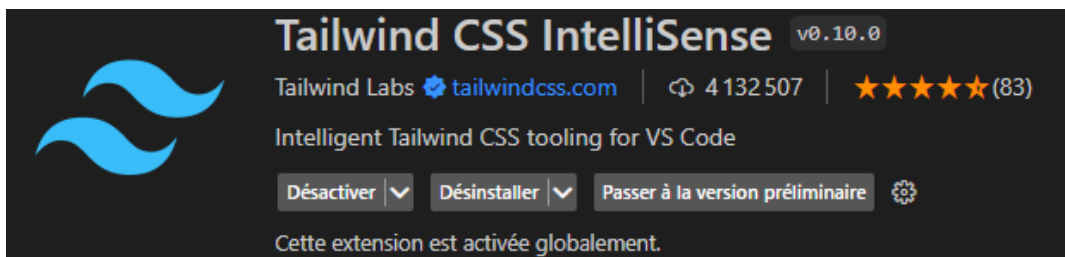 Tailwind CSS IntelliSense v0.10.0
Tailwind Labs tailwindcss.com 4 132 507 (83)
Intelligent Tailwind CSS tooling for VS Code
Désactiver Désinstaller Passer à la version préliminaire
Cette extension est activée globalement.